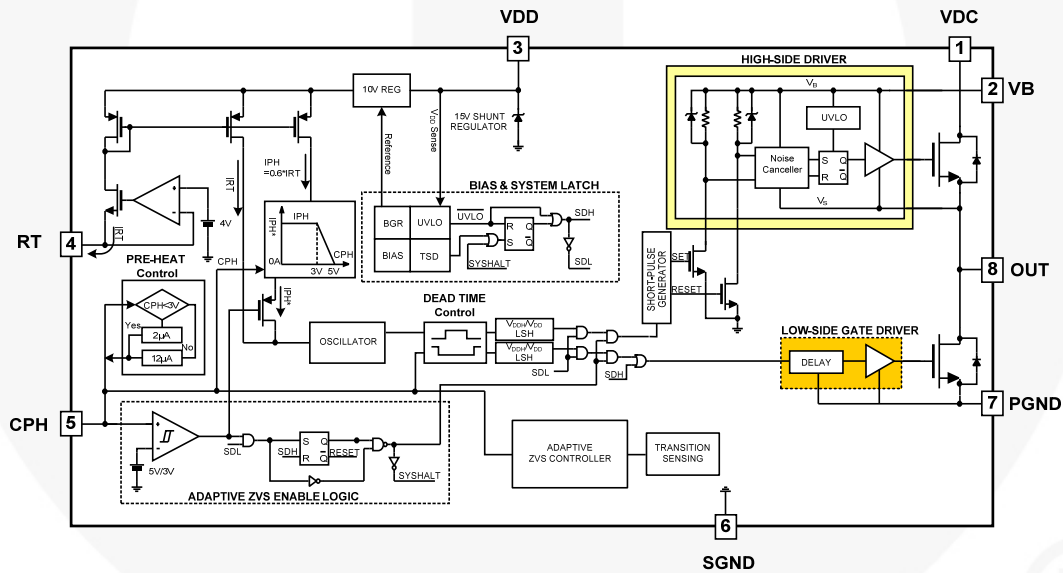 VDD
3
VDC
1
HIGH-SIDE DRIVER
2
VB
VB
UVLO
Noise
Canceller
S
R
Q
Q
VS
10V REG
15V SHUNT
REGULATOR
VDD Sense
Reference
IPH
=0.6*IRT
IRT
BIAS & SYSTEM LATCH
BGR
UVLO
BIAS
TSD
UVLO
R
Q
S
Q
SDH
SDL
SYSHALT
4V
RT
4
IRT
IPH*
IPH
CPH
0A
3V 5V
CPH
PRE-HEAT
Control
CPH<3V
Yes
No
2µA
12µA
IPH*
SHORT-PULSE
GENERATOR
SET
RESET
8
OUT
DEAD TIME
Control
OSCILLATOR
VDDH/VDD
LSH
VDDH/VDD
LSH
SDL
SDH
LOW-SIDE GATE DRIVER
DELAY
7
PGND
CPH
5
5V/3V
SDL
SDH
S
Q
R
Q
RESET
SYSHALT
ADAPTIVE ZVS ENABLE LOGIC
ADAPTIVE
ZVS CONTROLLER
TRANSITION
SENSING
6
SGND